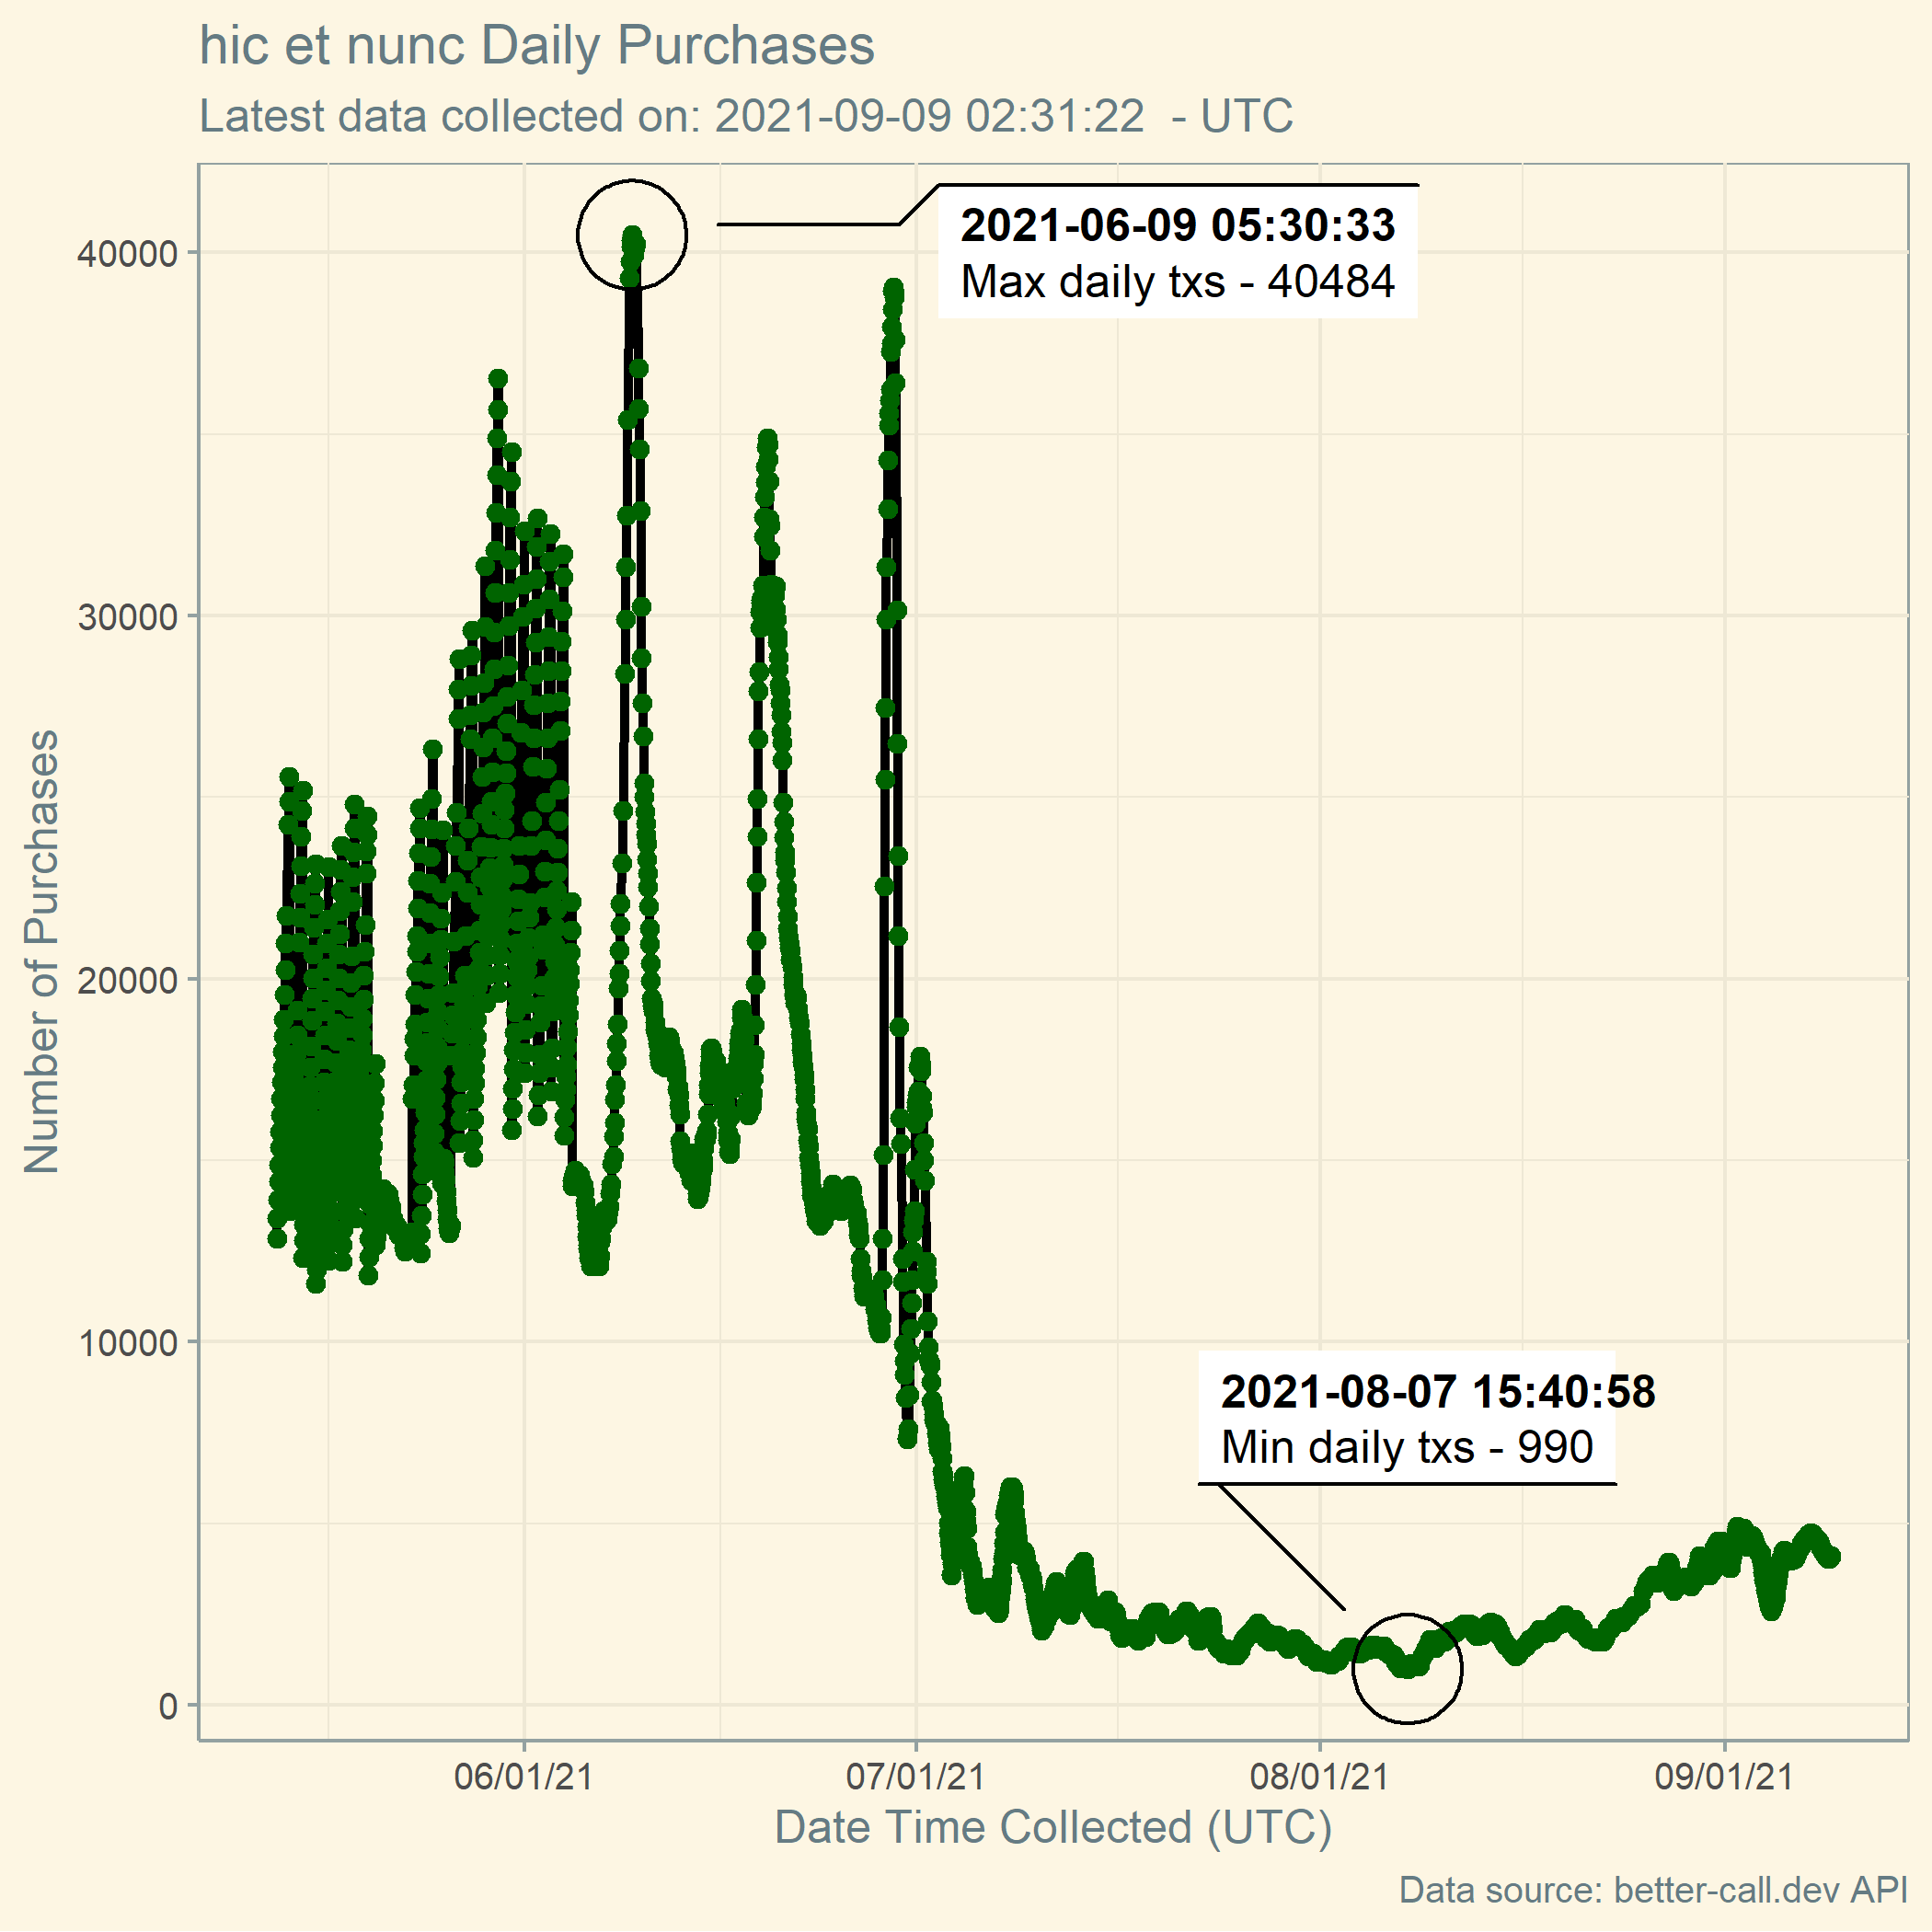 hic et nunc Daily Purchases
Latest data collected on: 2021-09-09 02:31:22  - UTC
2021-06-09 05:30:33
Max daily txs - 40484
40000
30000
20000
10000
0
Number of Purchases
2021-08-07 15:40:58
Min daily txs - 990
06/01/21
07/01/21
08/01/21
09/01/21
Date Time Collected (UTC)
Data source: better-call.dev API